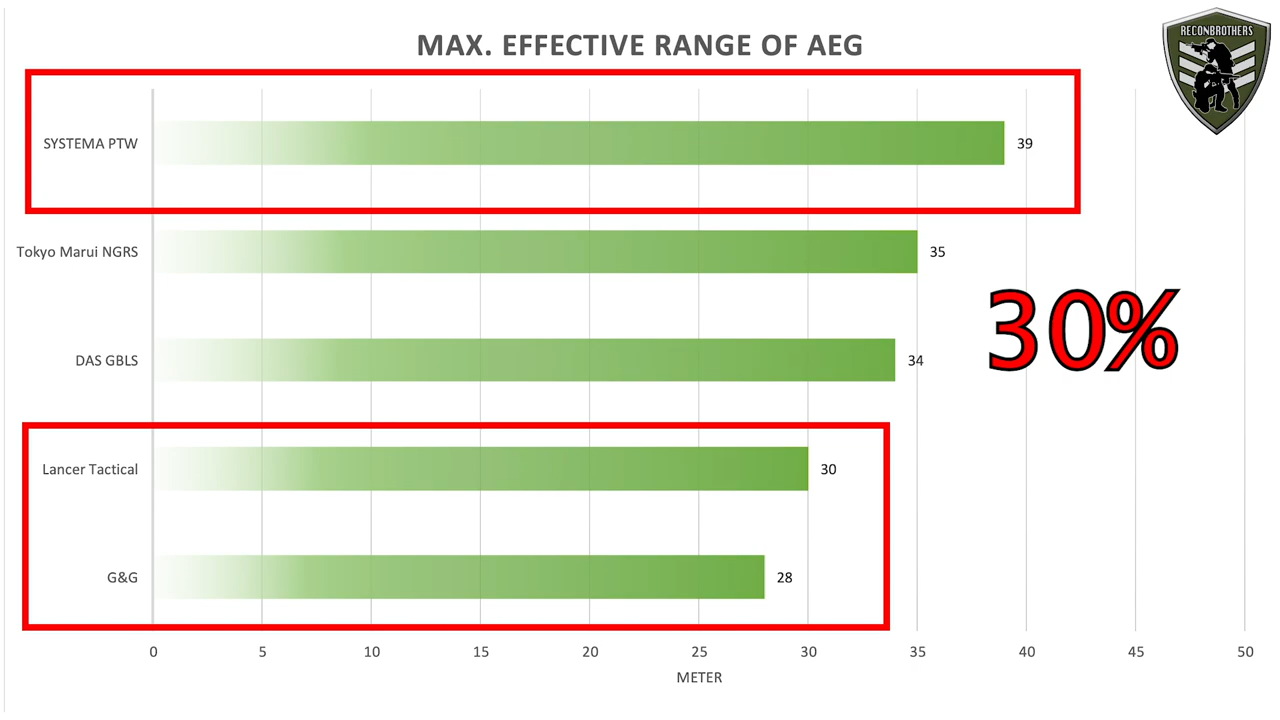 MAX. EFFECTIVE RANGE OF AEG
RECONBROTHERS
SYSTEMA PTW
39
Tokyo Marui NGRS
35
30%
DAS GBLS
34
Lancer Tactical
30
G&G
28
0 5 10 15 20 25 30 35 40 45 50
METER